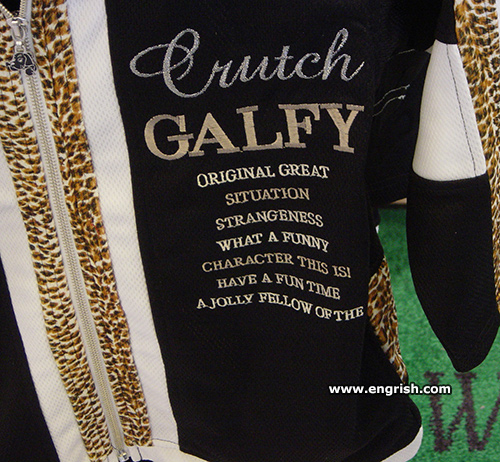 Crutch
GALFY
ORIGINAL GREAT
SITUATION
STRANGENESS
WHAT A FUNNY
CHARACTER THIS IS!
HAVE A FUN TIME
A JOLLY FELLOW OF THE
www.engrish.com